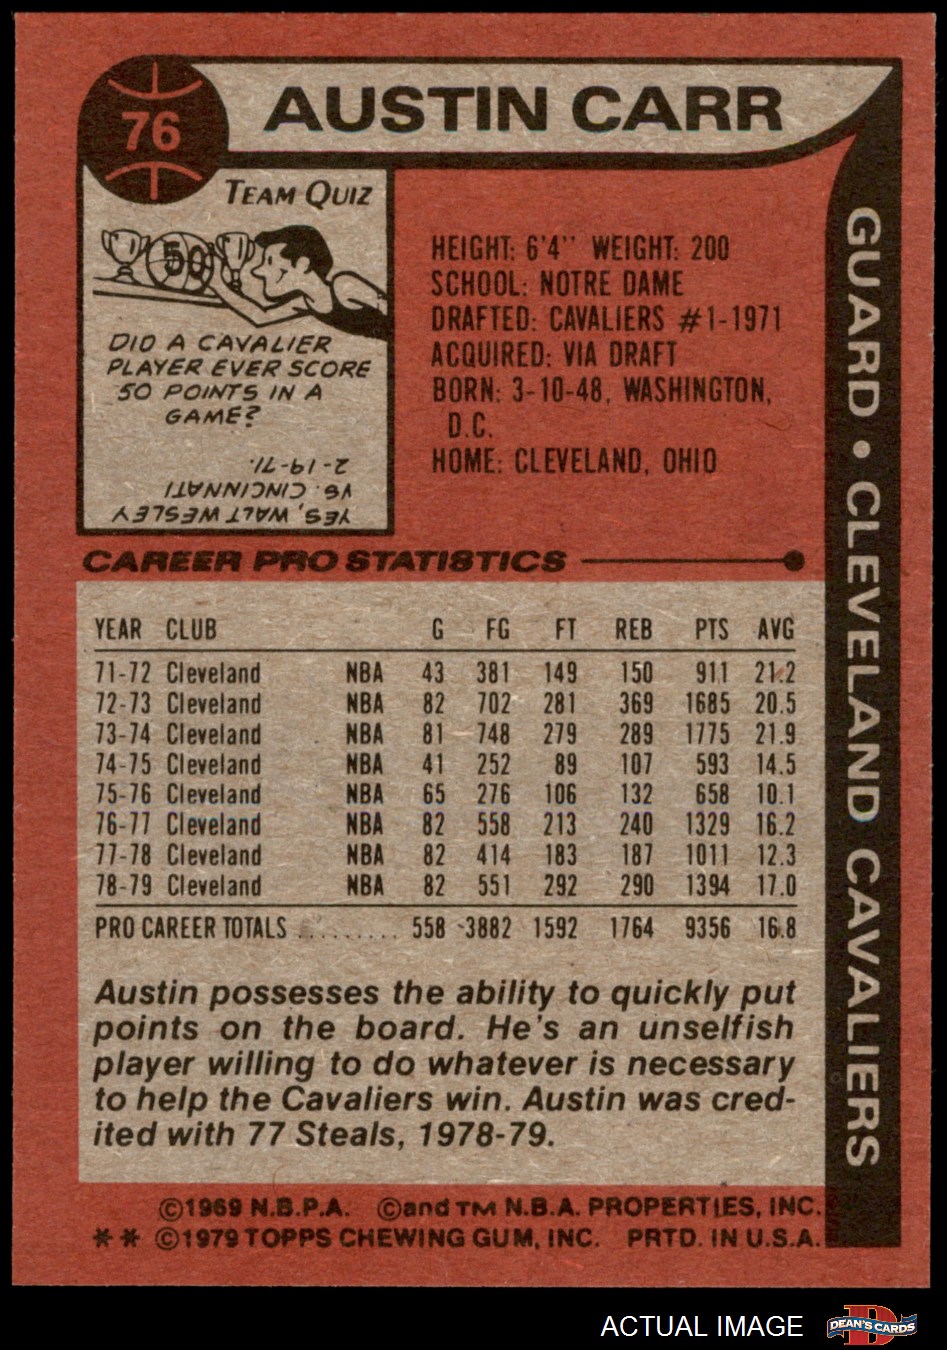 76
AUSTIN CARR
TEAM QUIZ
50
DID A CAVALIER
PLAYER EVER SCORE
50 POINTS IN A
GAME?
YES, WALT WESLEY
VS. CINCINNATI
2-19-71.
HEIGHT: 6'4" WEIGHT: 200
SCHOOL: NOTRE DAME
DRAFTED: CAVALIERS #1-1971
ACQUIRED: VIA DRAFT
BORN: 3-10-48, WASHINGTON,
D.C.
HOME: CLEVELAND, OHIO
GUARD • CLEVELAND CAVALIERS
CAREER PRO STATISTICS
YEAR CLUB G FG FT REB PTS AVG
71-72 Cleveland NBA 43 381 149 150 911 21.2
72-73 Cleveland NBA 82 702 281 369 1685 20.5
73-74 Cleveland NBA 81 748 279 289 1775 21.9
74-75 Cleveland NBA 41 252 89 107 593 14.5
75-76 Cleveland NBA 65 276 106 132 658 10.1
76-77 Cleveland NBA 82 558 213 240 1329 16.2
77-78 Cleveland NBA 82 414 183 187 1011 12.3
78-79 Cleveland NBA 82 551 292 290 1394 17.0
PRO CAREER TOTALS ......... 558 3882 1592 1764 9356 16.8
Austin possesses the ability to quickly put
points on the board. He's an unselfish
player willing to do whatever is necessary
to help the Cavaliers win. Austin was cred-
ited with 77 Steals, 1978-79.
©1969 N.B.P.A. ©and TM N.B.A. PROPERTIES, INC.
** ©1979 TOPPS CHEWING GUM, INC. PRTD. IN U.S.A.
ACTUAL IMAGE
D
DEAN'S CARDS